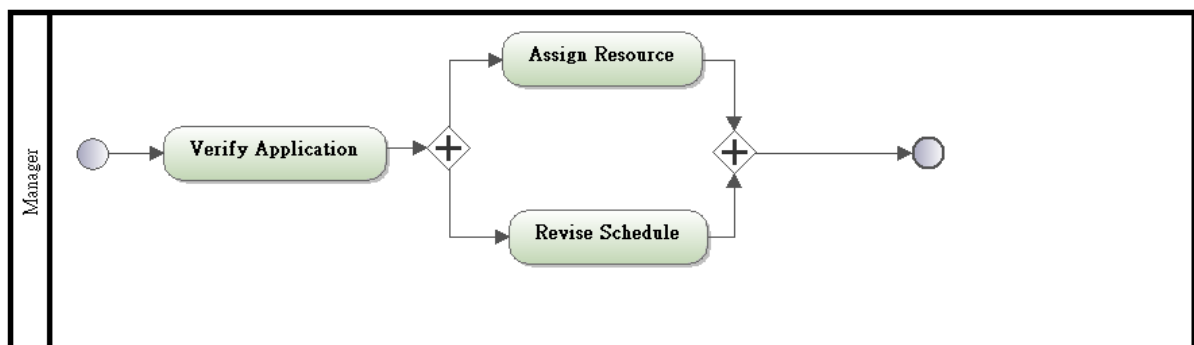 Manager
Verify Application
Assign Resource
Revise Schedule